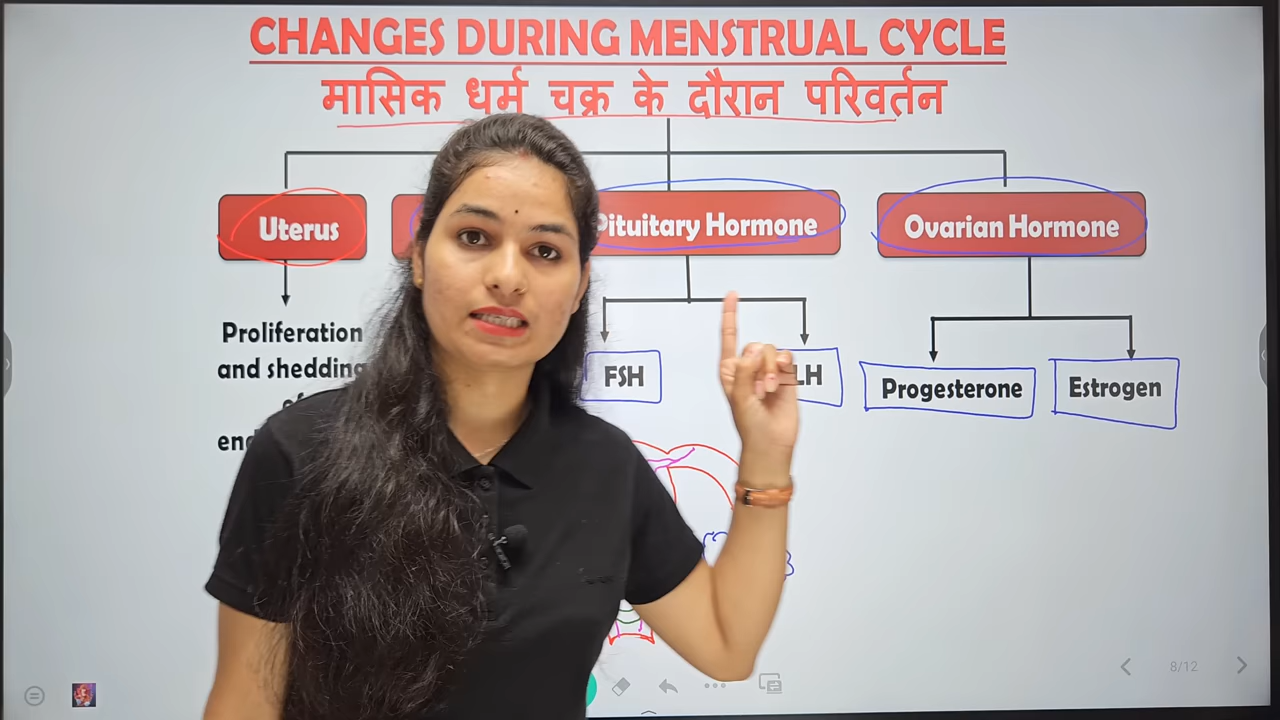 CHANGES DURING MENSTRUAL CYCLE
मासिक धर्म चक्र के दौरान परिवर्तन
Uterus
Pituitary Hormone
Ovarian Hormone
Proliferation
and shedding
FSH
LH
Progesterone
Estrogen
8/12